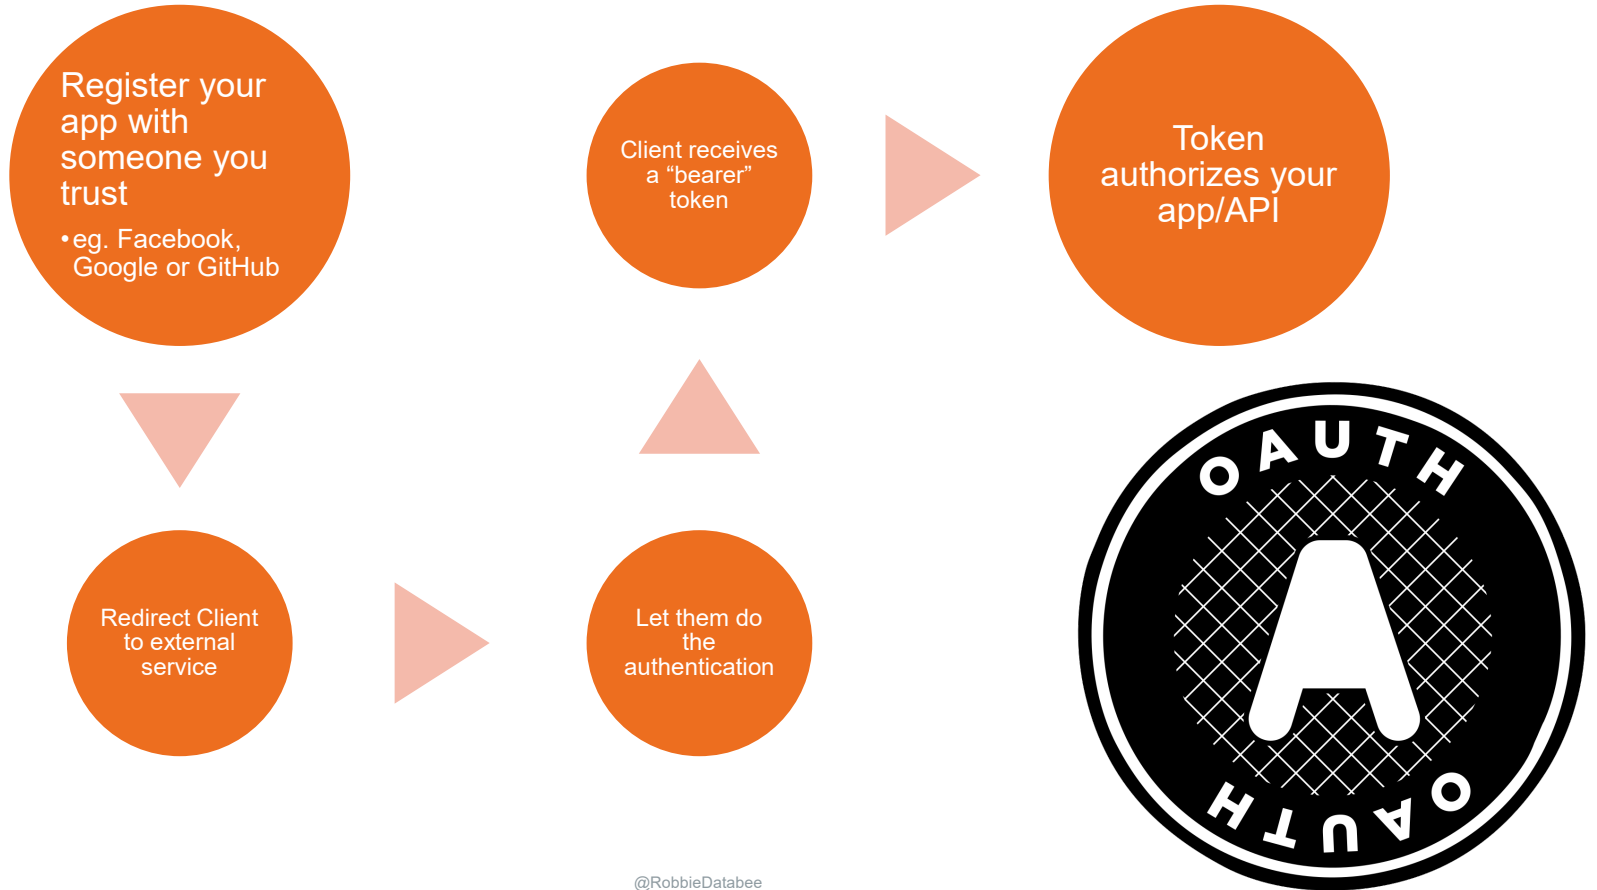 Register your
app with
someone you
trust
•eg. Facebook,
Google or GitHub
Redirect Client
to external
service
Let them do
the
authentication
Client receives
a “bearer”
token
Token
authorizes your
app/API
OAUTH
A
OAUTH
@RobbieDatabee